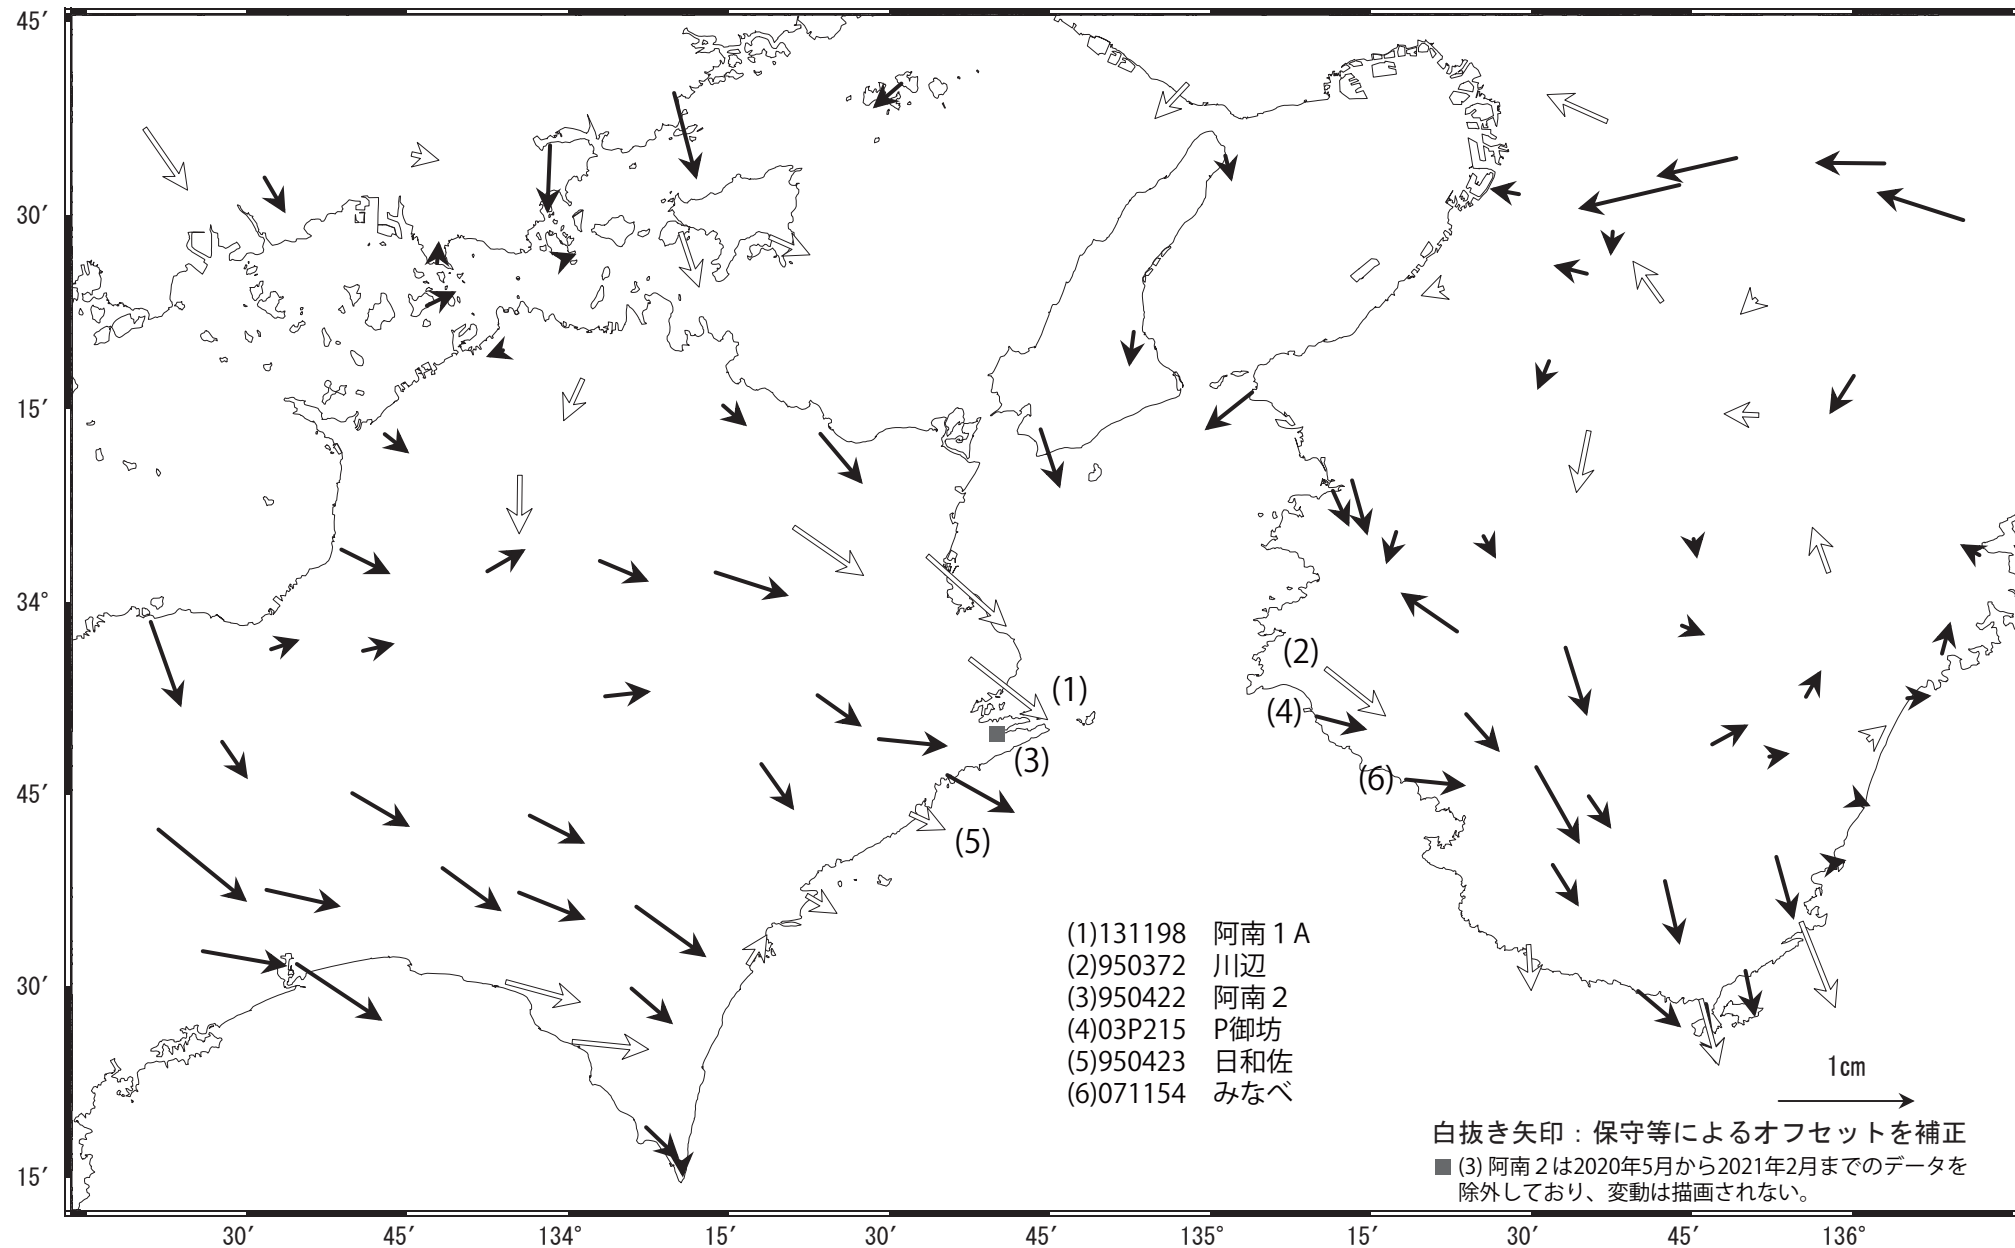 45′
30′
15′
34°
45′
30′
15′
30′
45′
134°
15′
30′
45′
135°
15′
30′
45′
136°
(1)
(2)
(3)
(4)
(5)
(6)
(1)131198 阿南１A
(2)950372 川辺
(3)950422 阿南２
(4)03P215 P御坊
(5)950423 日和佐
(6)071154 みなべ
1cm
白抜き矢印：保守等によるオフセットを補正
(3) 阿南２は2020年5月から2021年2月までのデータを
除外しており、変動は描画されない。